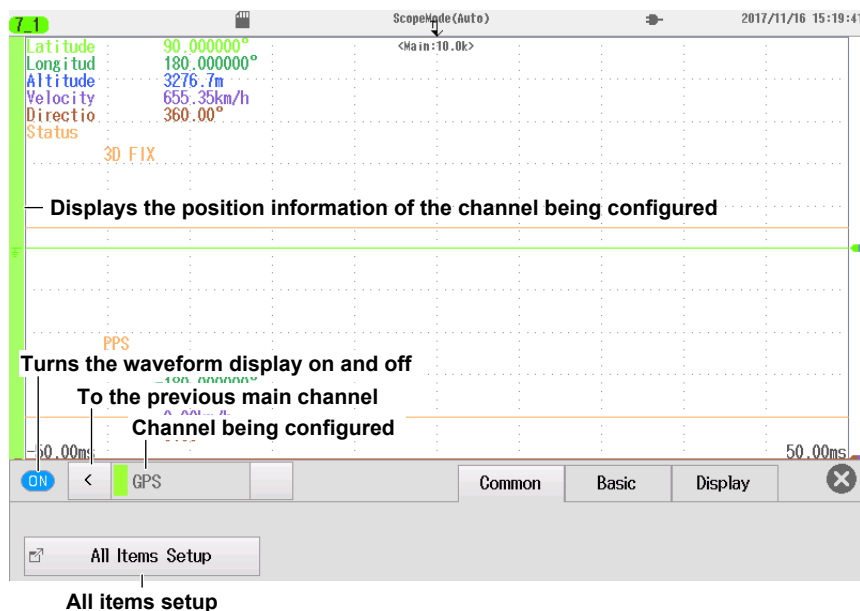 7_1
ScopeMode(Auto)
2017/11/16 15:19:41
<Main:10.0k>
Latitude 90.000000°
Longitud 180.000000°
Altitude 3276.7m
Velocity 655.35km/h
Directio 360.00°
Status
3D FIX
Displays the position information of the channel being configured
PPS
Turns the waveform display on and off
-180.000000°
To the previous main channel
Channel being configured
-50.00ms
50.00ms
ON
<
GPS
Common
Basic
Display
All Items Setup
All items setup